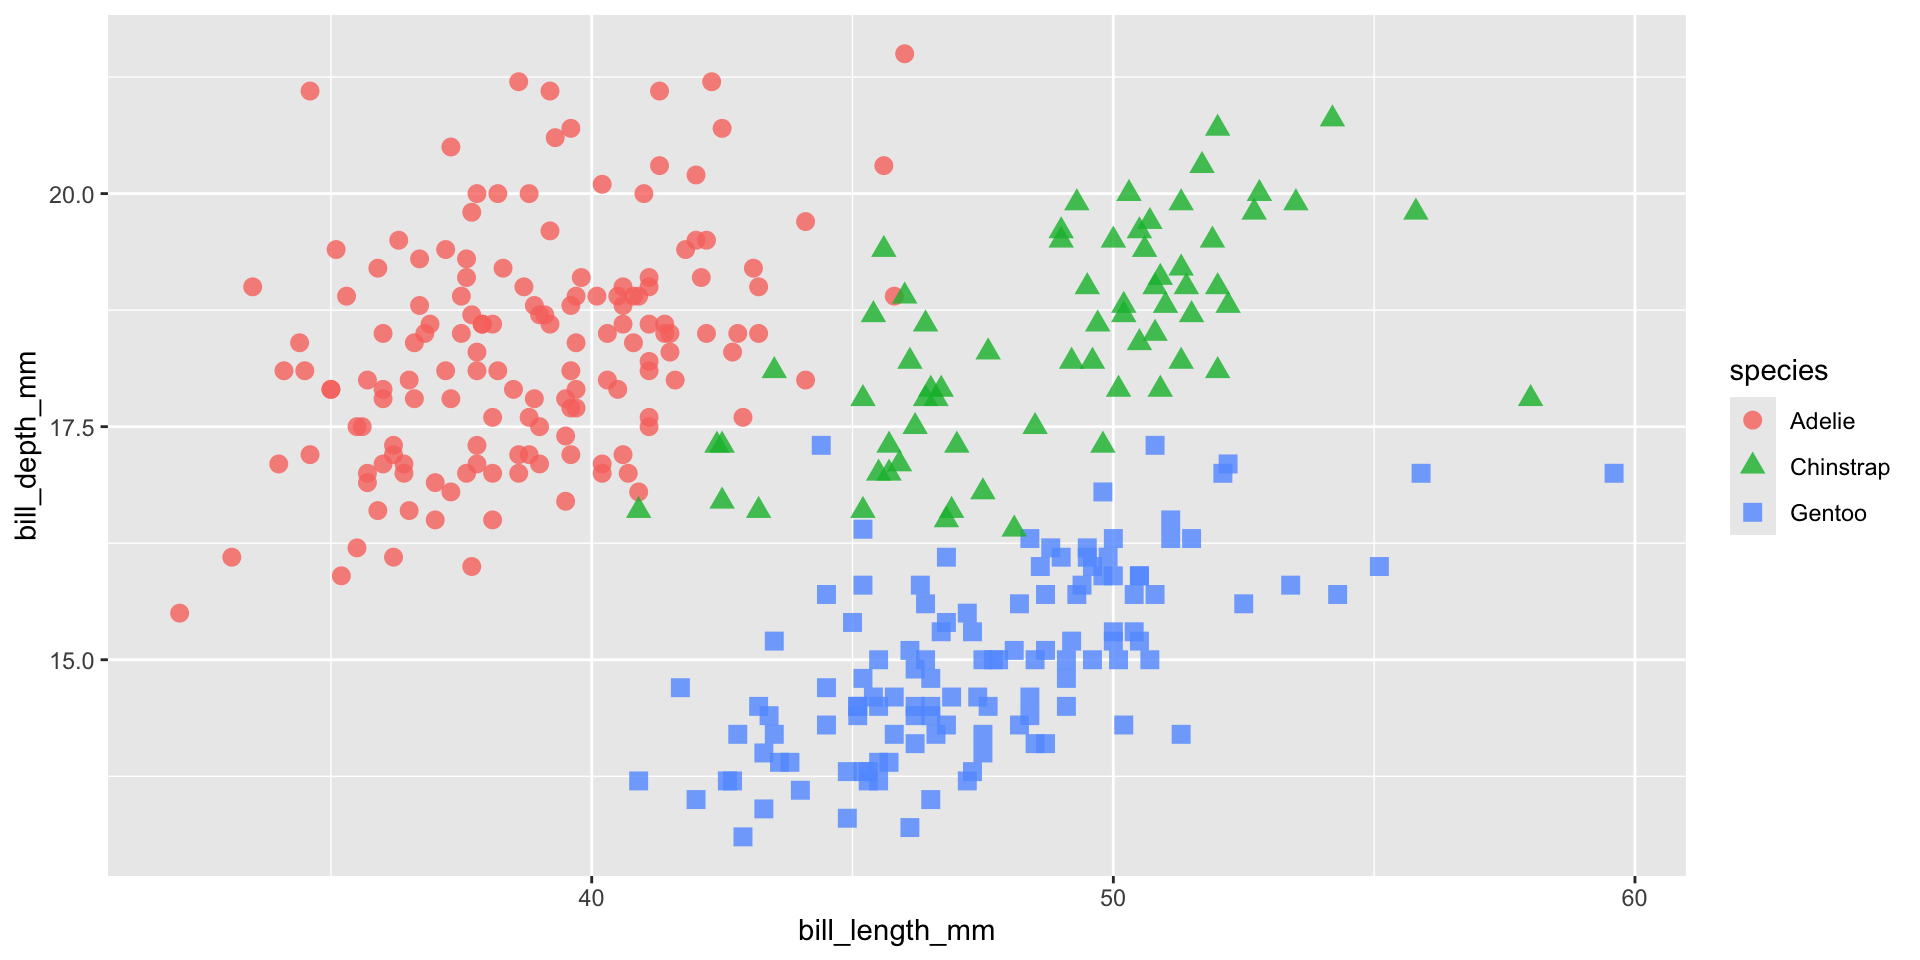 20.0
17.5
15.0
bill_depth_mm
40
50
60
bill_length_mm
species
Adelie
Chinstrap
Gentoo